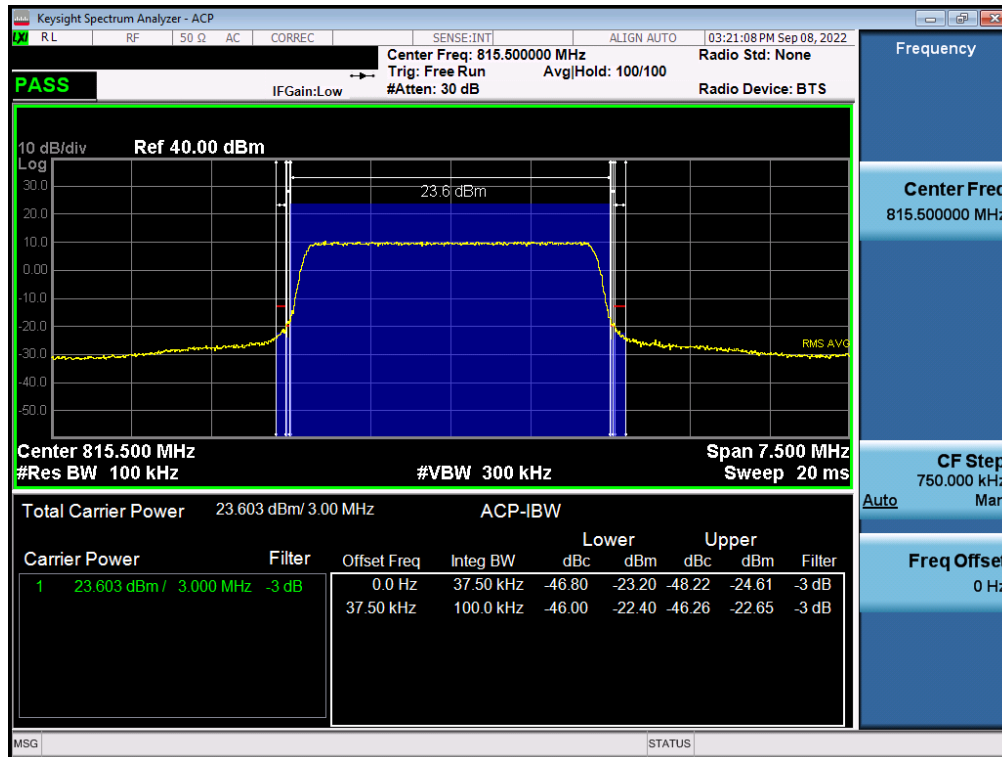 Keysight Spectrum Analyzer - ACP
LXI RL RF 50 Ω AC CORREC SENSE:INT ALIGN AUTO 03:21:08 PM Sep 08, 2022
Center Freq: 815.500000 MHz Radio Std: None
Trig: Free Run Avg|Hold: 100/100
PASS IFGain:Low #Atten: 30 dB Radio Device: BTS
10 dB/div Ref 40.00 dBm
Log
30.0
23.6 dBm
20.0
10.0
0.00
-10.0
-20.0
RMS AVG
-30.0
-40.0
-50.0
Center 815.500 MHz Span 7.500 MHz
#Res BW 100 kHz #VBW 300 kHz Sweep 20 ms
Total Carrier Power 23.603 dBm/ 3.00 MHz ACP-IBW
Lower Upper
Carrier Power Filter Offset Freq Integ BW dBc dBm dBc dBm Filter
1 23.603 dBm / 3.000 MHz -3 dB 0.0 Hz 37.50 kHz -46.80 -23.20 -48.22 -24.61 -3 dB
37.50 kHz 100.0 kHz -46.00 -22.40 -46.26 -22.65 -3 dB
MSG STATUS
Frequency
Center Freq
815.500000 MHz
CF Step
750.000 kHz
Auto Man
Freq Offset
0 Hz